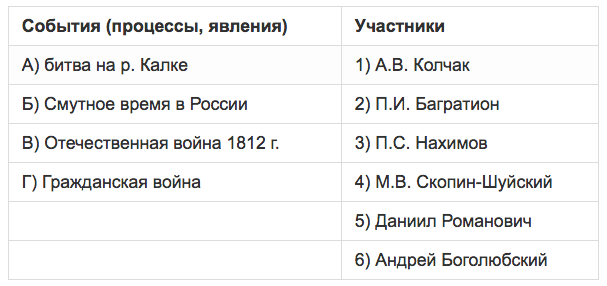 События (процессы, явления) Участники
А) битва на р. Калке 1) А.В. Колчак
Б) Смутное время в России 2) П.И. Багратион
В) Отечественная война 1812 г. 3) П.С. Нахимов
Г) Гражданская война 4) М.В. Скопин-Шуйский
5) Даниил Романович
6) Андрей Боголюбский